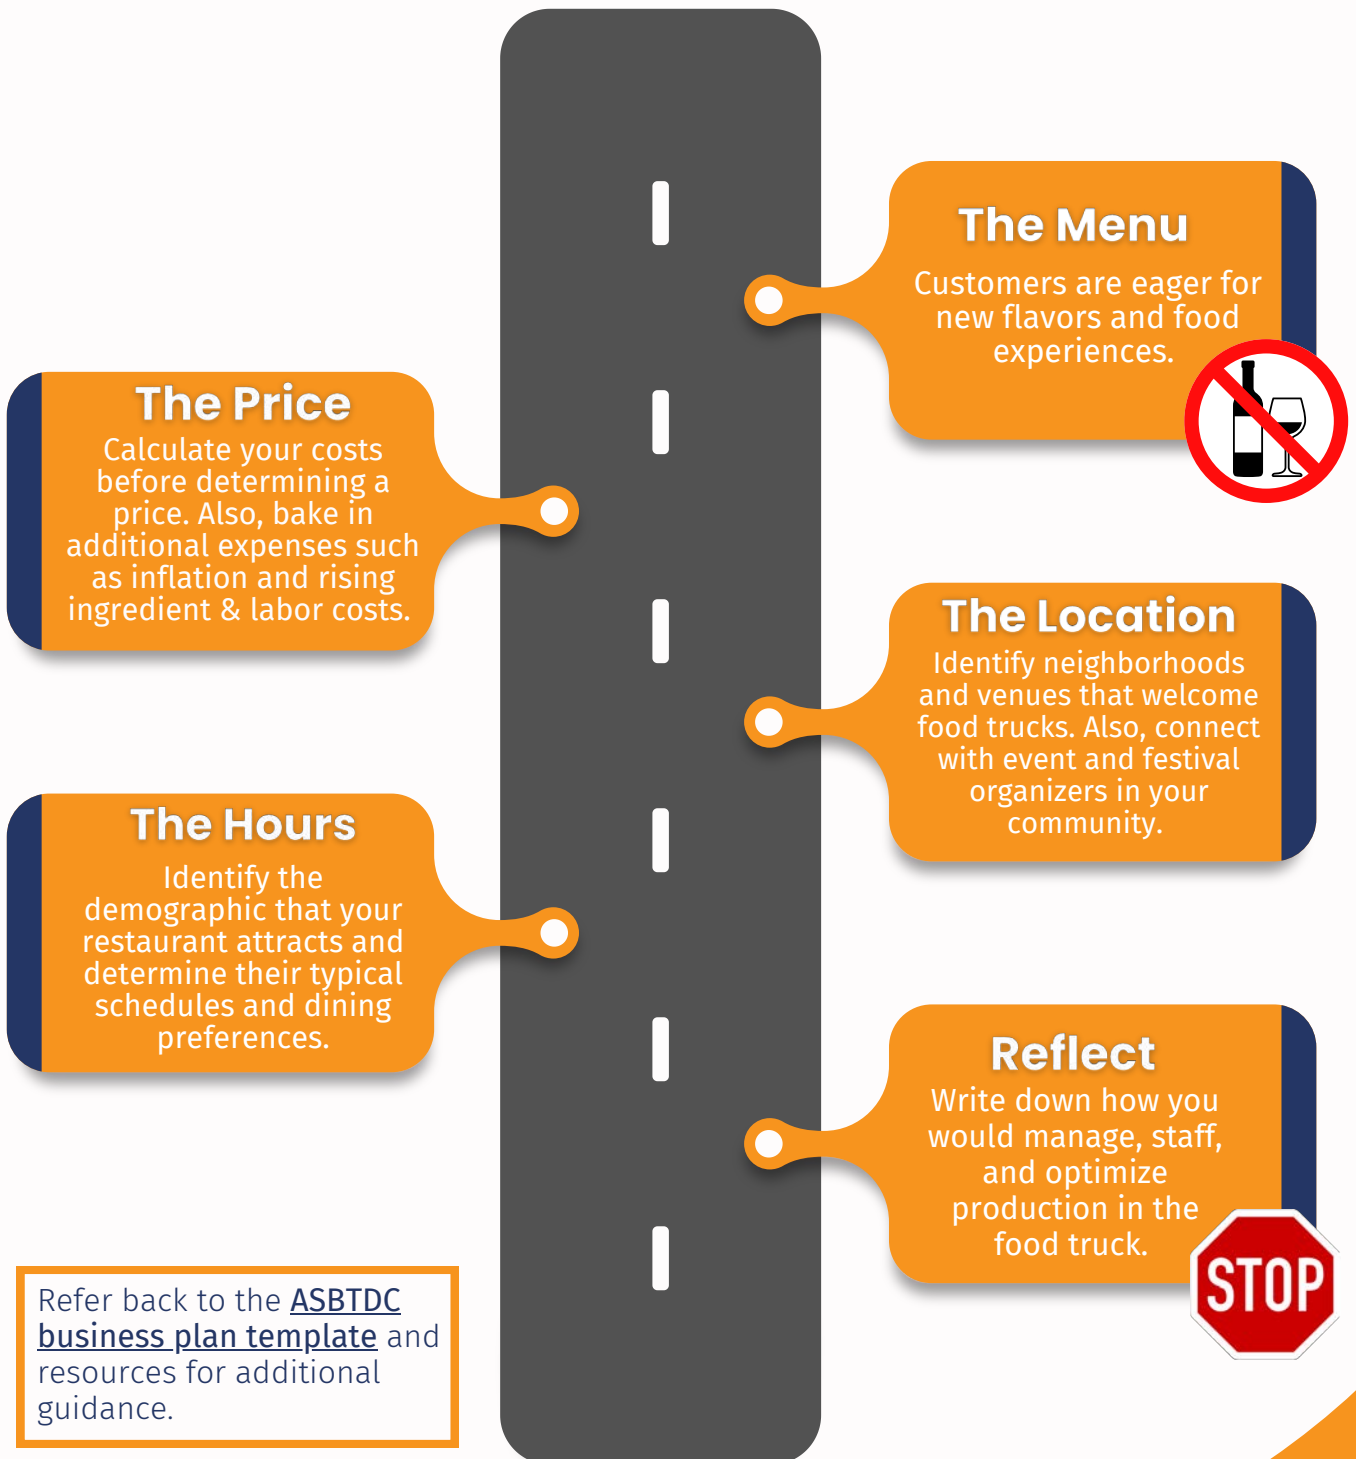 The Menu
Customers are eager for
new flavors and food
experiences.
The Price
Calculate your costs
before determining a
price. Also, bake in
additional expenses such
as inflation and rising
ingredient & labor costs.
The Location
Identify neighborhoods
and venues that welcome
food trucks. Also, connect
with event and festival
organizers in your
community.
The Hours
Identify the
demographic that your
restaurant attracts and
determine their typical
schedules and dining
preferences.
Reflect
Write down how you
would manage, staff,
and optimize
production in the
food truck.
STOP
Refer back to the ASBTDC
business plan template and
resources for additional
guidance.